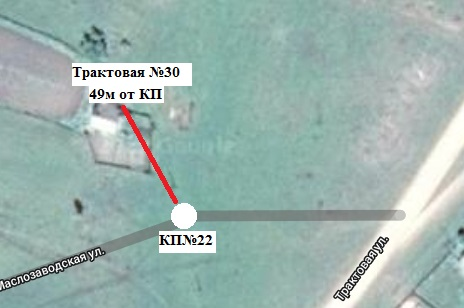 Трактовая №30
49м от КП
КП№22
Маслозаводская ул.
Трактовая ул.